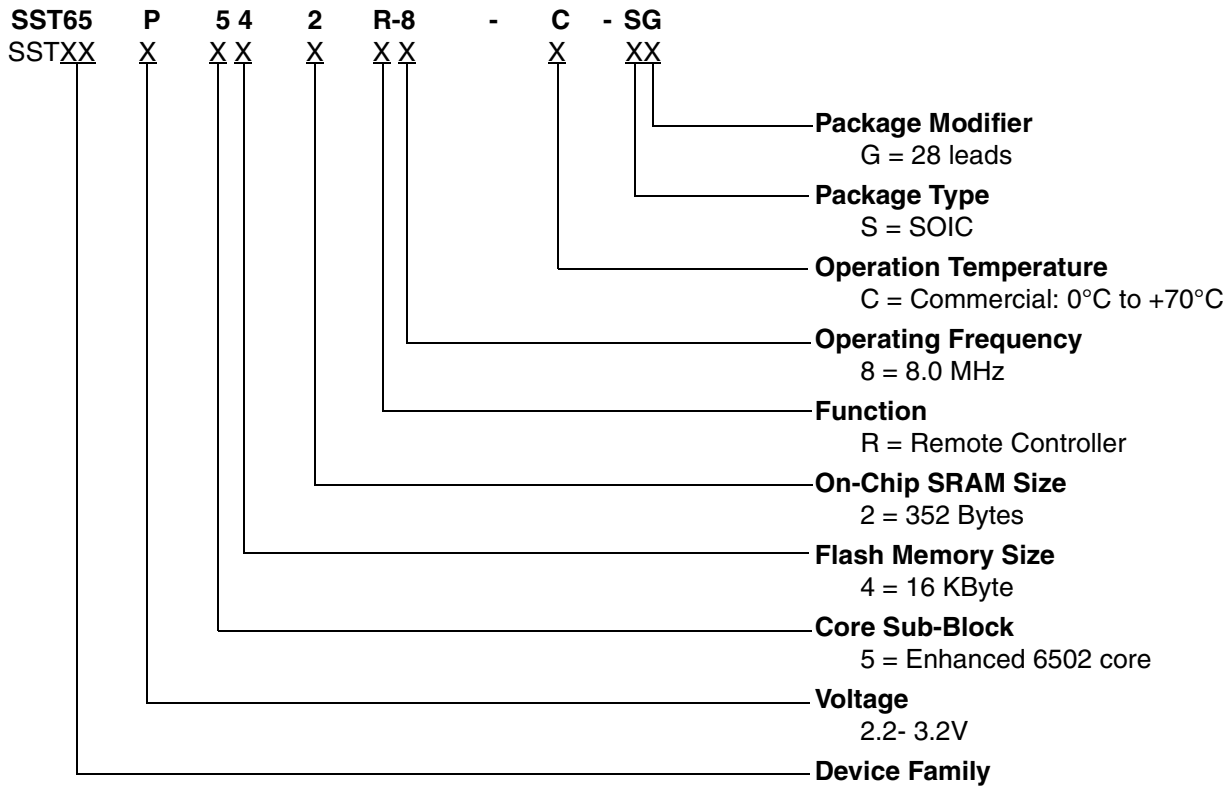 SST65 P 5 4 2 R-8 - C - SG
SSTXX X X X X X X X XX
Package Modifier
G = 28 leads
Package Type
S = SOIC
Operation Temperature
C = Commercial: 0°C to +70°C
Operating Frequency
8 = 8.0 MHz
Function
R = Remote Controller
On-Chip SRAM Size
2 = 352 Bytes
Flash Memory Size
4 = 16 KByte
Core Sub-Block
5 = Enhanced 6502 core
Voltage
2.2- 3.2V
Device Family